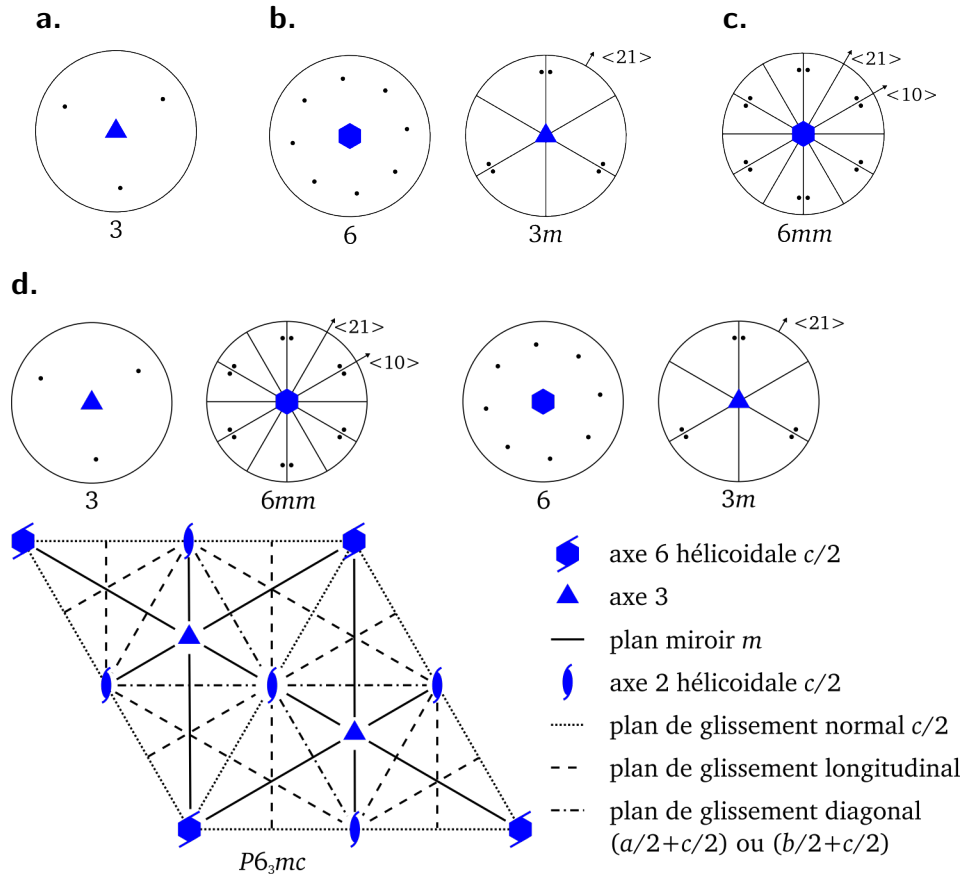 a.
b.
c.
<21>
<21>
<10>
3
6
3m
6mm
d.
<21>
<10>
<21>
3
6mm
6
3m
axe 6 hélicoidale c/2
axe 3
plan miroir m
axe 2 hélicoidale c/2
plan de glissement normal c/2
plan de glissement longitudinal
plan de glissement diagonal
(a/2+c/2) ou (b/2+c/2)
P6₃mc